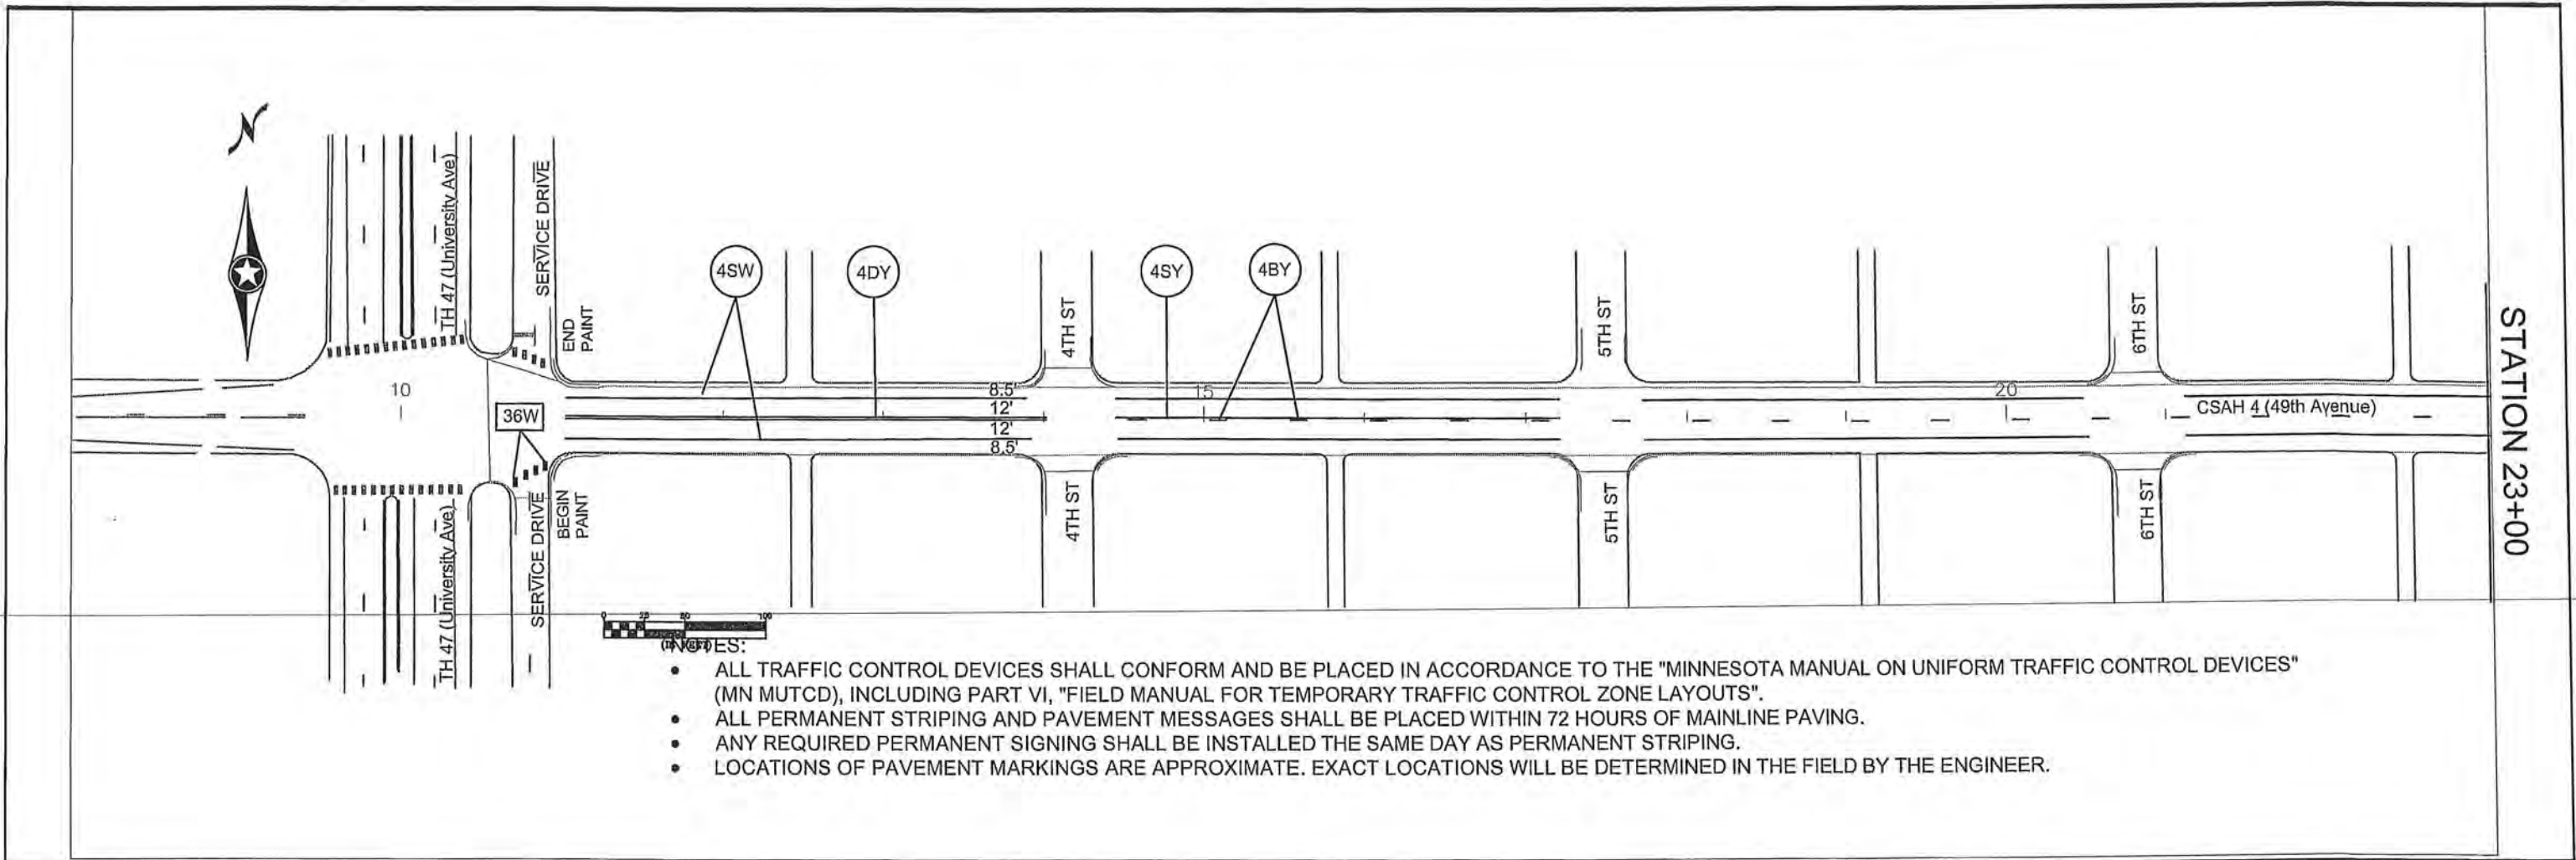 N
TH 47 (University Ave)
SERVICE DRIVE
END
PAINT
4SW
4DY
4TH ST
4SY
4BY
5TH ST
6TH ST
STATION 23+00
10
36W
8.5'
12'
12'
8.5'
15
20
CSAH 4 (49th Avenue)
TH 47 (University Ave)
SERVICE DRIVE
BEGIN
PAINT
4TH ST
5TH ST
6TH ST
0 25 50 100
NOTES:
• ALL TRAFFIC CONTROL DEVICES SHALL CONFORM AND BE PLACED IN ACCORDANCE TO THE "MINNESOTA MANUAL ON UNIFORM TRAFFIC CONTROL DEVICES"
(MN MUTCD), INCLUDING PART VI, "FIELD MANUAL FOR TEMPORARY TRAFFIC CONTROL ZONE LAYOUTS".
• ALL PERMANENT STRIPING AND PAVEMENT MESSAGES SHALL BE PLACED WITHIN 72 HOURS OF MAINLINE PAVING.
• ANY REQUIRED PERMANENT SIGNING SHALL BE INSTALLED THE SAME DAY AS PERMANENT STRIPING.
• LOCATIONS OF PAVEMENT MARKINGS ARE APPROXIMATE. EXACT LOCATIONS WILL BE DETERMINED IN THE FIELD BY THE ENGINEER.